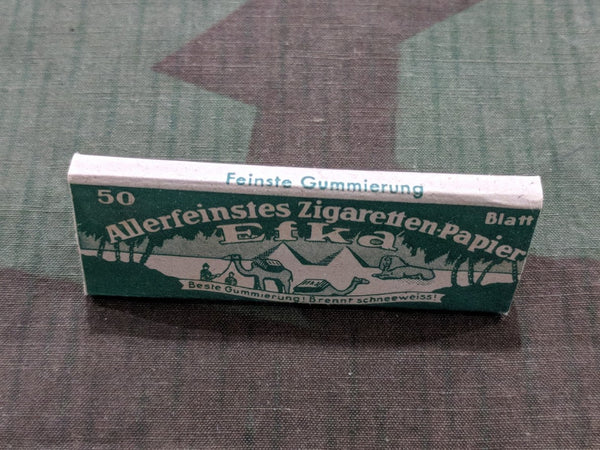 Feinste Gummierung
50 Blatt
Allerfeinstes Zigaretten-Papier
Efka
Beste Gummierung! Brennt schneeweiss!